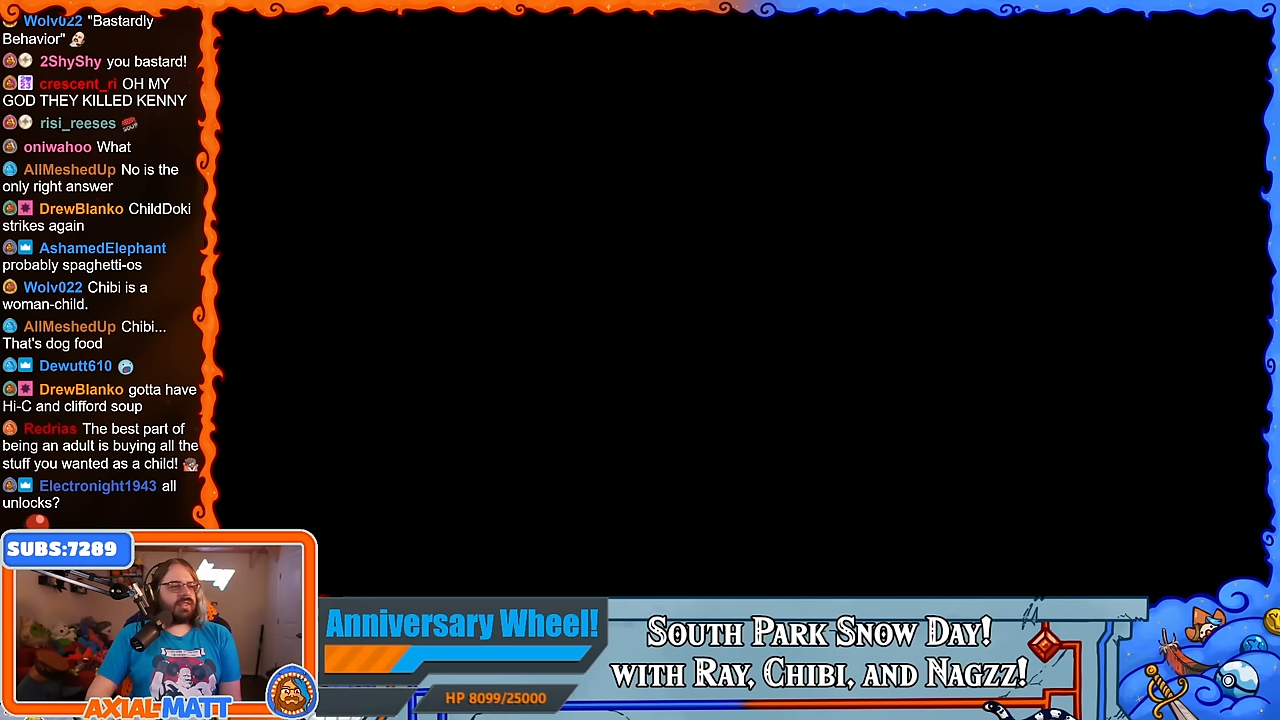 Wolv022 "Bastardly
Behavior"
2ShyShy you bastard!
crescent_ri OH MY
GOD THEY KILLED KENNY
risi_reeses
oniwahoo What
AllMeshedUp No is the
only right answer
DrewBlanko ChildDoki
strikes again
AshamedElephant
probably spaghetti-os
Wolv022 Chibi is a
woman-child.
AllMeshedUp Chibi...
That's dog food
Dewutt610
DrewBlanko gotta have
Hi-C and clifford soup
Redrias The best part of
being an adult is buying all the
stuff you wanted as a child!
Electronight1943 all
unlocks?
SUBS:7289
AXIALMATT
Anniversary Wheel!
HP 8099/25000
South Park Snow Day!
with Ray, Chibi, and Nagzz!